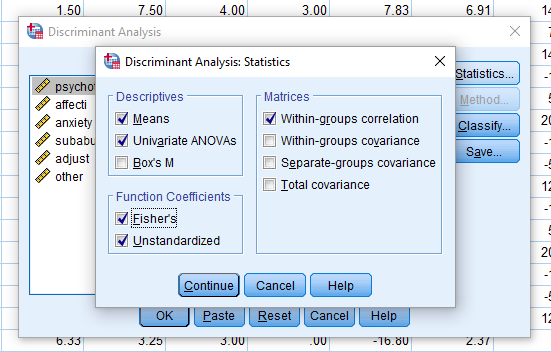 1.50 7.50 4.00 3.00 7.83 6.91
Discriminant Analysis
Discriminant Analysis: Statistics
Descriptives
Means
Univariate ANOVAs
Box's M
Function Coefficients
Fisher's
Unstandardized
Matrices
Within-groups correlation
Within-groups covariance
Separate-groups covariance
Total covariance
Continue Cancel Help
affecti
anxiety
subabu
adjust
other
Statistics...
Method...
Classify...
Save...
OK Paste Reset Cancel Help
6.33 3.25 3.00 .00 -16.80 2.37